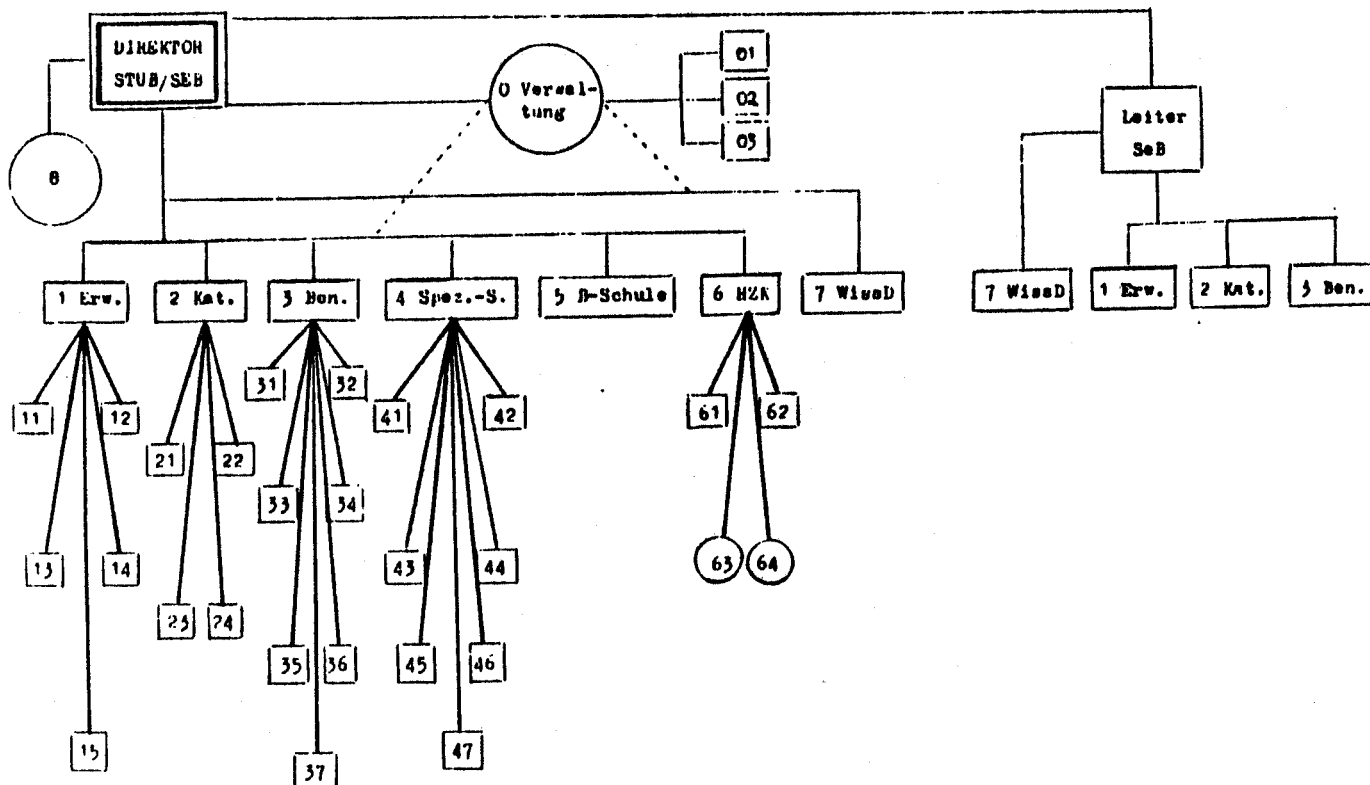 DIREKTOR
STUB/SEB
0 Verwal-
tung
01
02
03
Leiter
SeB
8
1 Erw.
2 Kat.
3 Ben.
4 Spez.-S.
5 B-Schule
6 HZK
7 WissD
7 WissD
1 Erw.
2 Kat.
3 Ben.
11
12
21
22
31
32
41
42
61
62
33
34
13
14
43
44
63
64
23
24
35
36
45
46
15
37
47